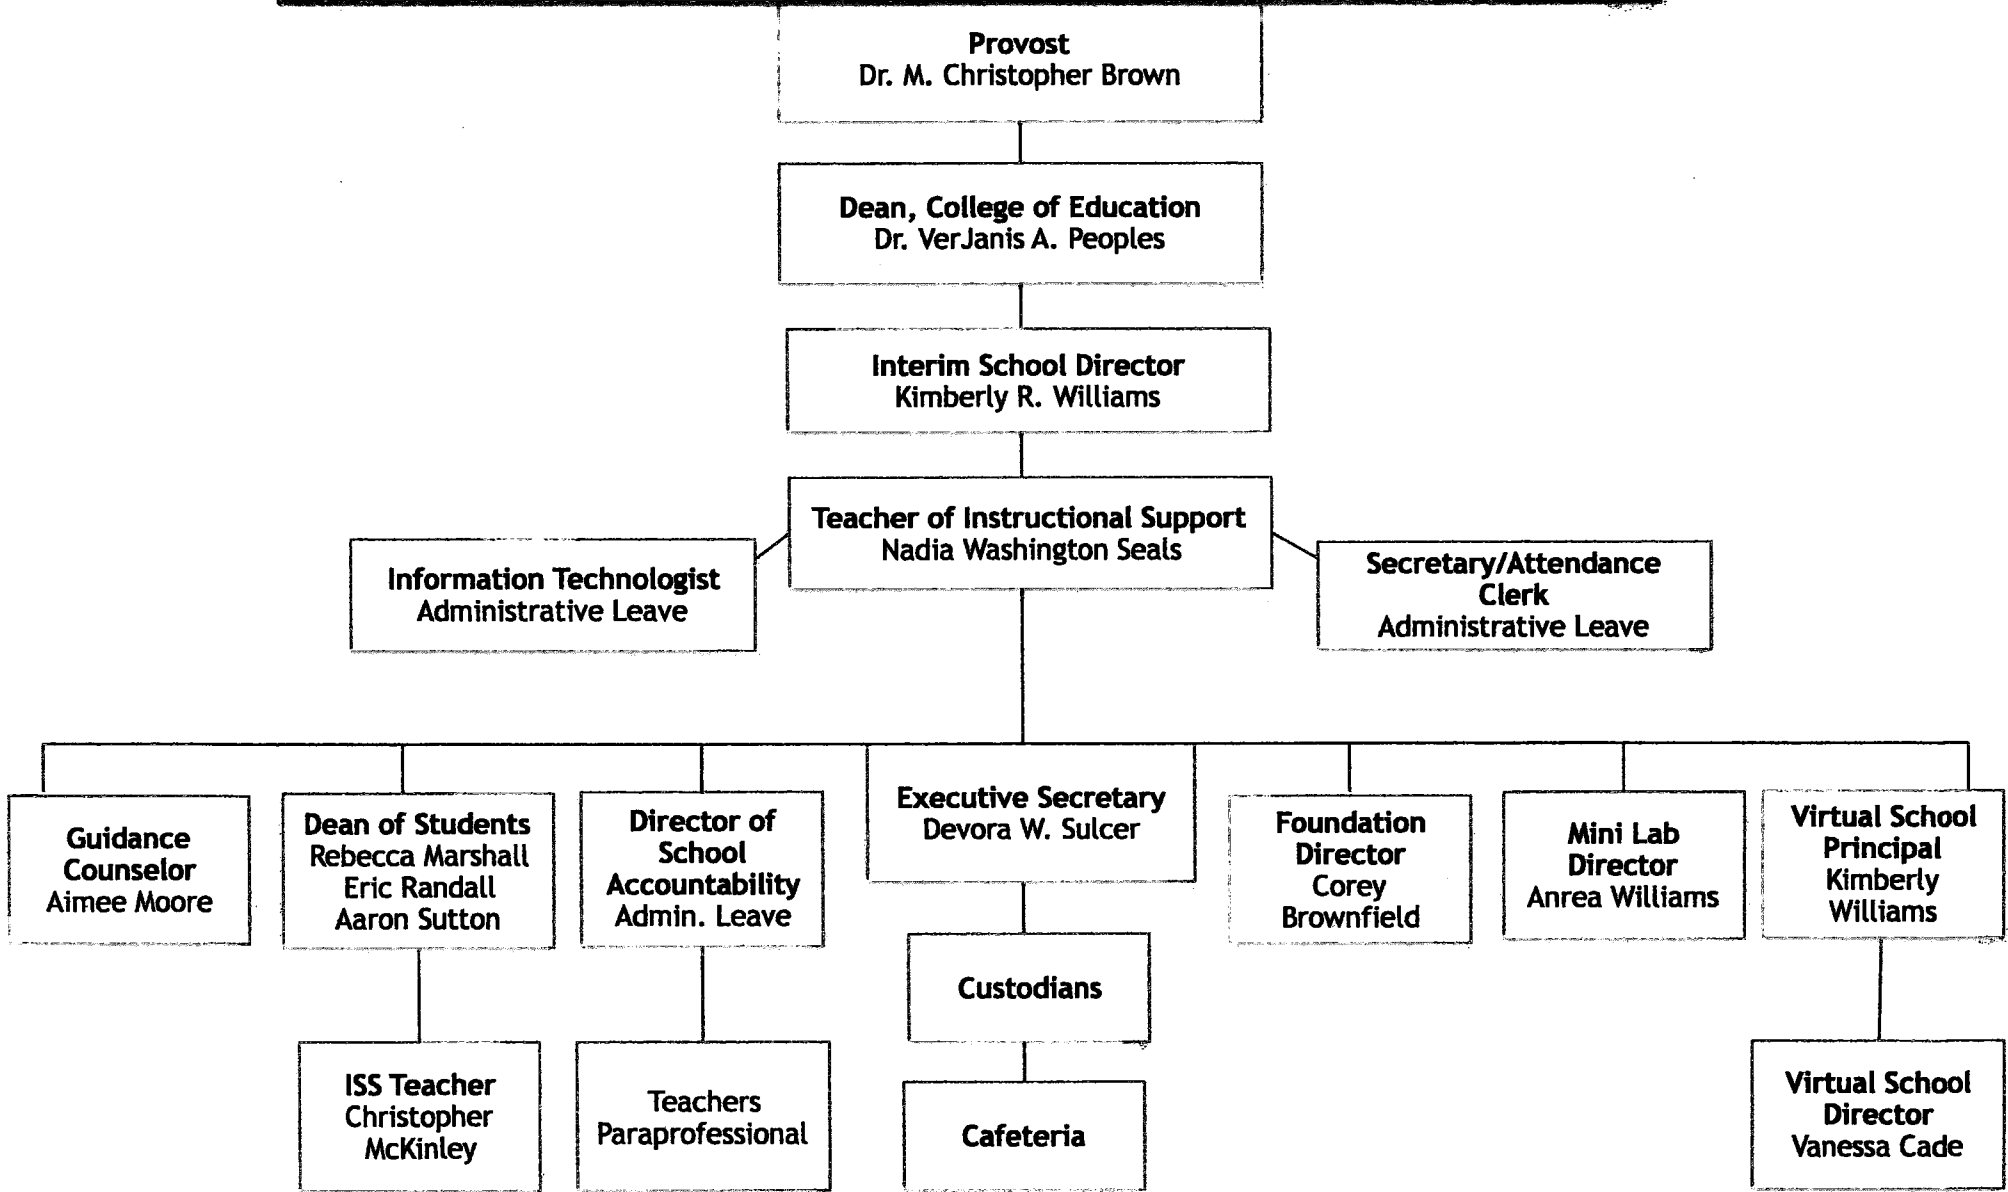 Provost
Dr. M. Christopher Brown
Dean, College of Education
Dr. VerJanis A. Peoples
Interim School Director
Kimberly R. Williams
Teacher of Instructional Support
Nadia Washington Seals
Information Technologist
Administrative Leave
Secretary/Attendance
Clerk
Administrative Leave
Guidance
Counselor
Aimee Moore
Dean of Students
Rebecca Marshall
Eric Randall
Aaron Sutton
Director of
School
Accountability
Admin. Leave
Executive Secretary
Devora W. Sulcer
Foundation
Director
Corey
Brownfield
Mini Lab
Director
Anrea Williams
Virtual School
Principal
Kimberly
Williams
Custodians
ISS Teacher
Christopher
McKinley
Teachers
Paraprofessional
Cafeteria
Virtual School
Director
Vanessa Cade